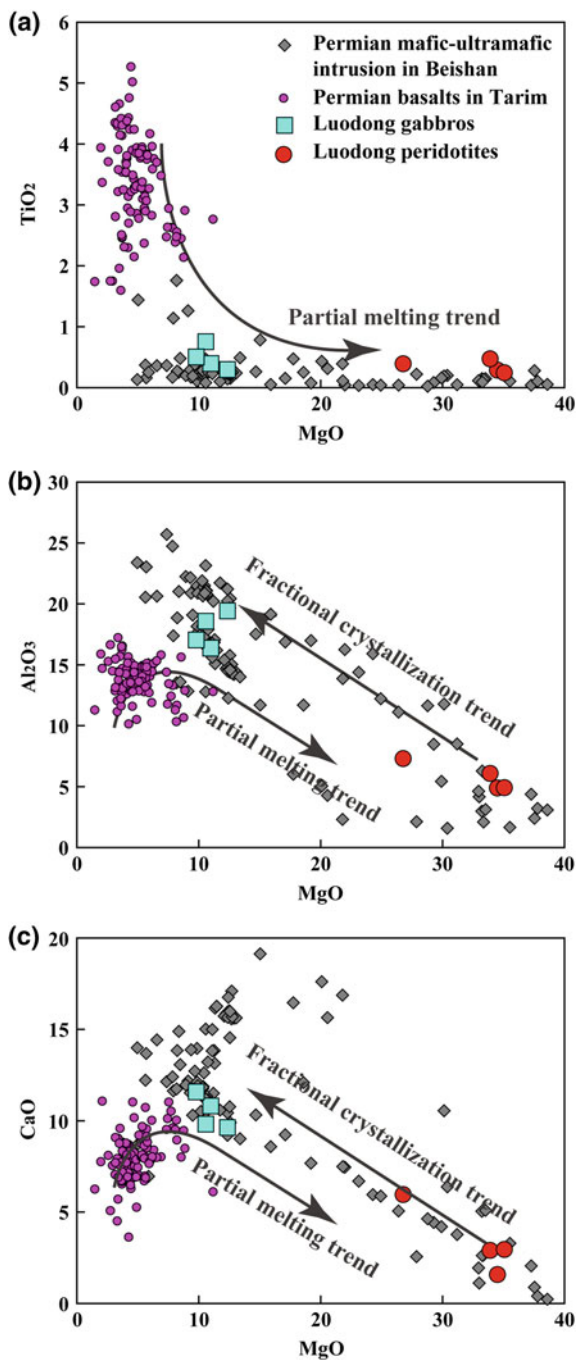 (a)
6
5
4
3
2
1
0
TiO2
Permian mafic-ultramafic
intrusion in Beishan
Permian basalts in Tarim
Luodong gabbros
Luodong peridotites
Partial melting trend
0
10
20
30
40
MgO
(b)
30
25
20
15
10
5
0
Al2O3
Fractional crystallization trend
Partial melting trend
0
10
20
30
40
MgO
(c)
20
15
10
5
0
CaO
Fractional crystallization trend
Partial melting trend
0
10
20
30
40
MgO